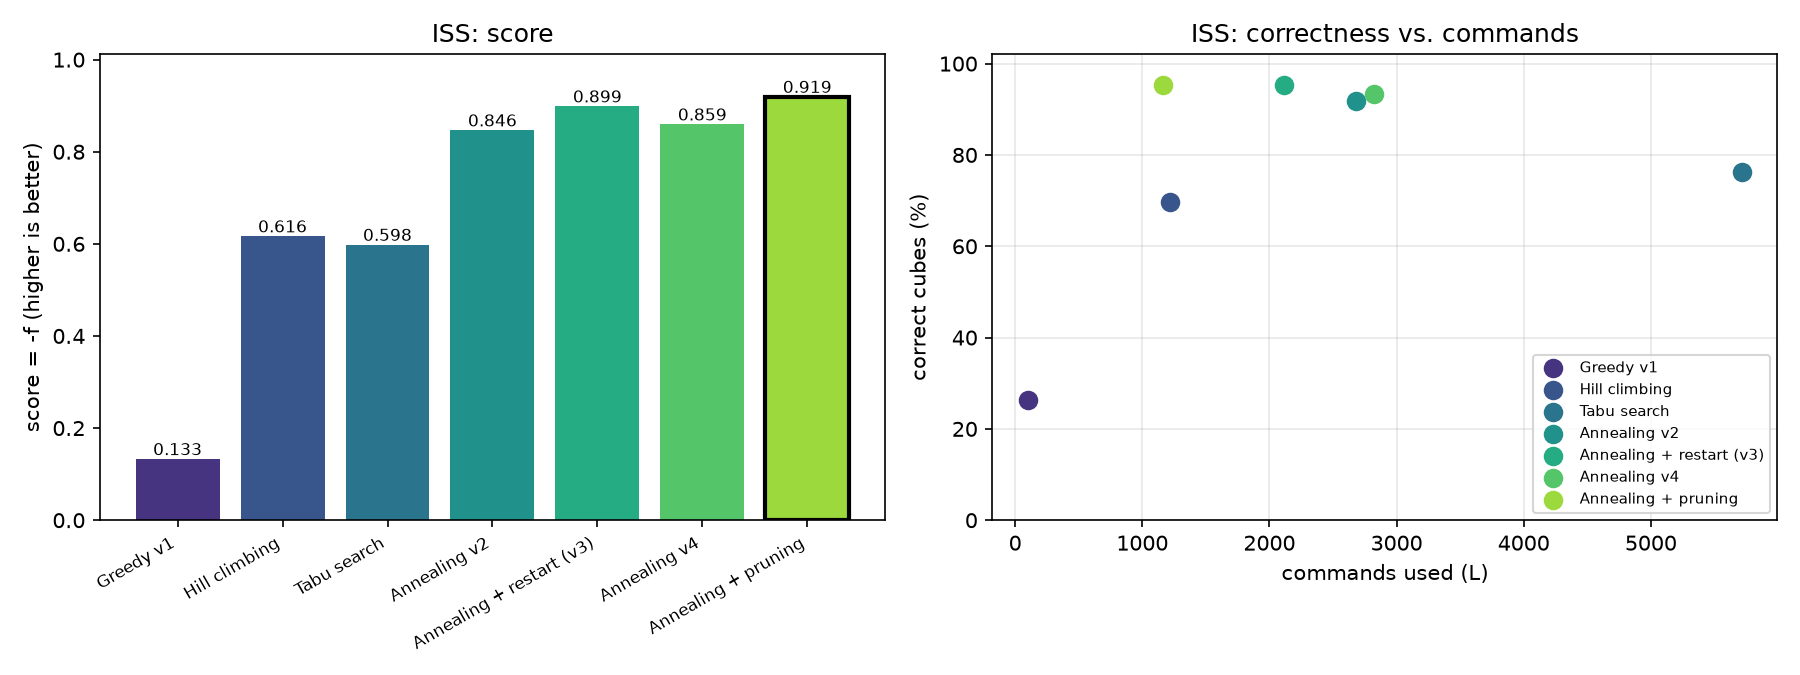 ISS: score
score = -f (higher is better)
1.0
0.8
0.6
0.4
0.2
0.0
0.133
0.616
0.598
0.846
0.899
0.859
0.919
Greedy v1
Hill climbing
Tabu search
Annealing v2
Annealing + restart (v3)
Annealing v4
Annealing + pruning
ISS: correctness vs. commands
correct cubes (%)
100
80
60
40
20
0
0 1000 2000 3000 4000 5000
commands used (L)
Greedy v1
Hill climbing
Tabu search
Annealing v2
Annealing + restart (v3)
Annealing v4
Annealing + pruning